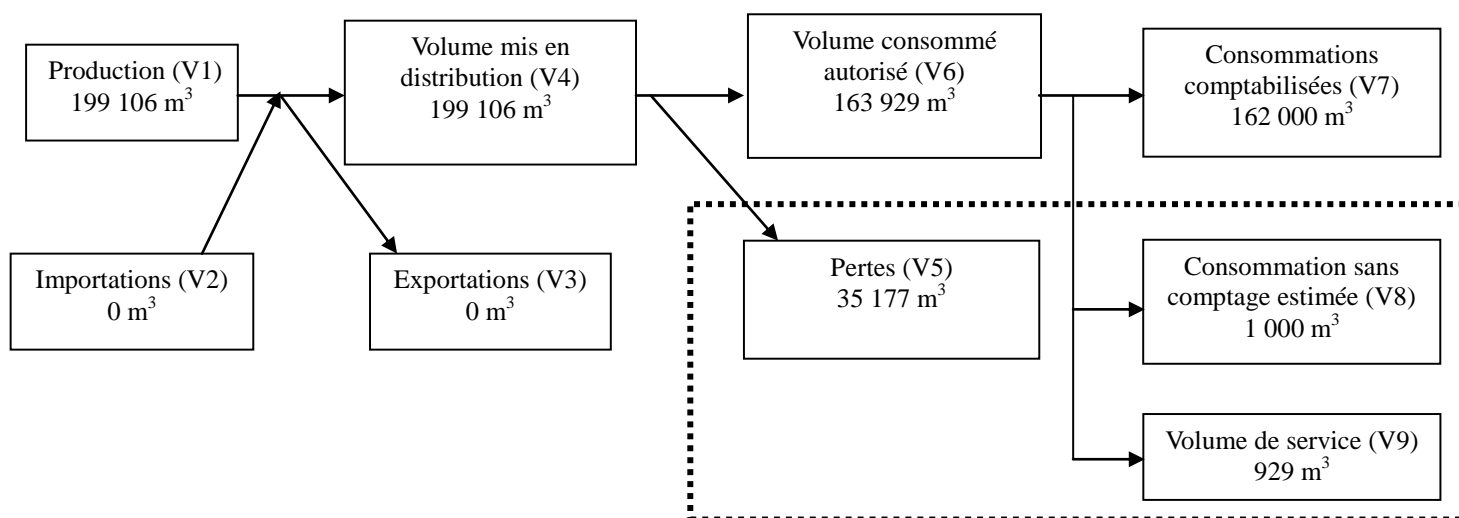 Production (V1)
199 106 m³
Volume mis en
distribution (V4)
199 106 m³
Volume consommé
autorisé (V6)
163 929 m³
Consommations
comptabilisées (V7)
162 000 m³
Importations (V2)
0 m³
Exportations (V3)
0 m³
Pertes (V5)
35 177 m³
Consommation sans
comptage estimée (V8)
1 000 m³
Volume de service (V9)
929 m³